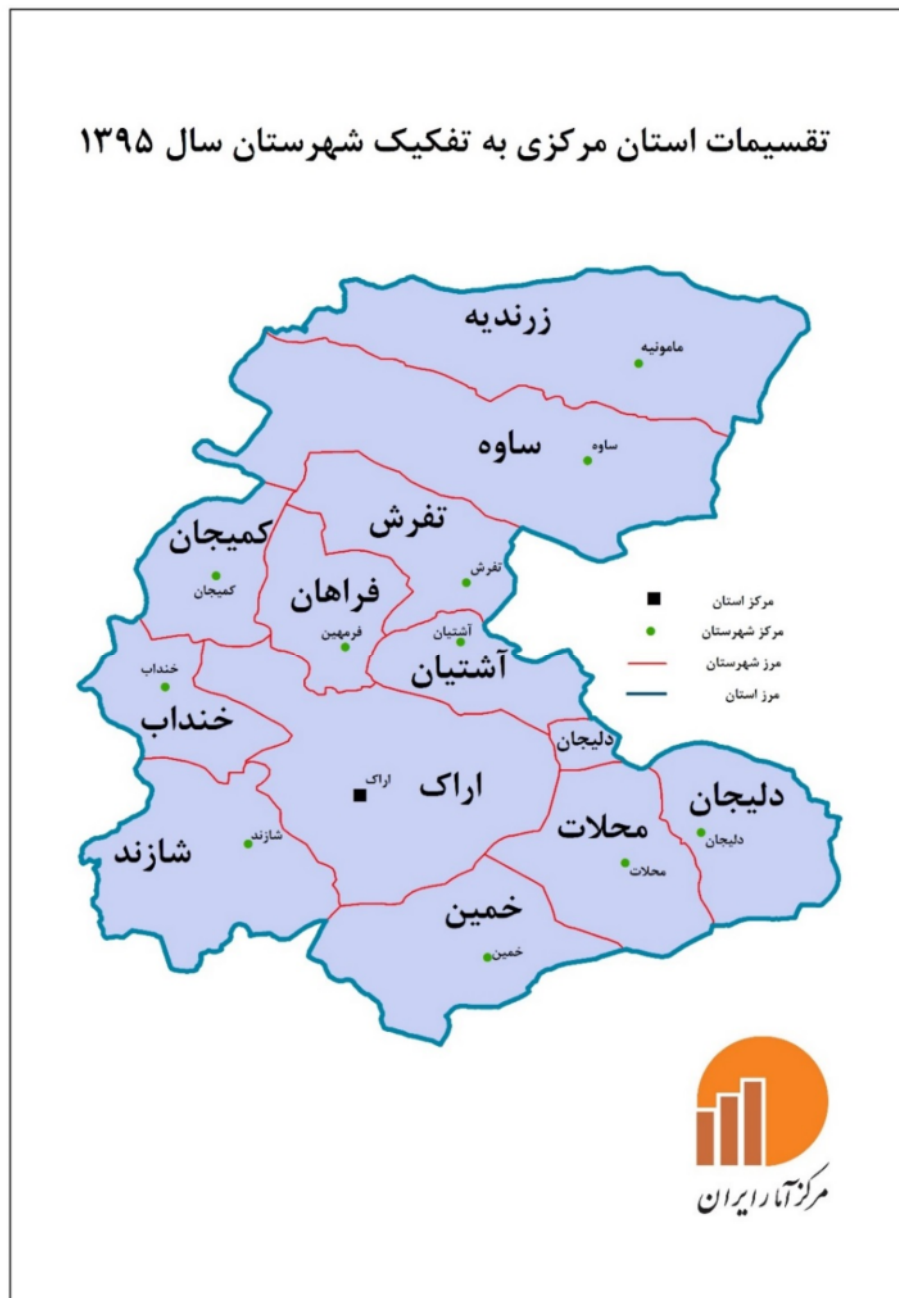 تقسیمات استان مرکزی به تفکیک شهرستان سال ۱۳۹۵
زرندیه
مامونیه
ساوه
ساوه
تفرش
تفرش
کمیجان
کمیجان
فراهان
فرمهین
آشتیان
آشتیان
مرکز استان
مرکز شهرستان
مرز شهرستان
مرز استان
خنداب
خنداب
دلیجان
اراک
اراک
دلیجان
دلیجان
محلات
محلات
شازند
شازند
خمین
خمین
مرکز آمار ایران